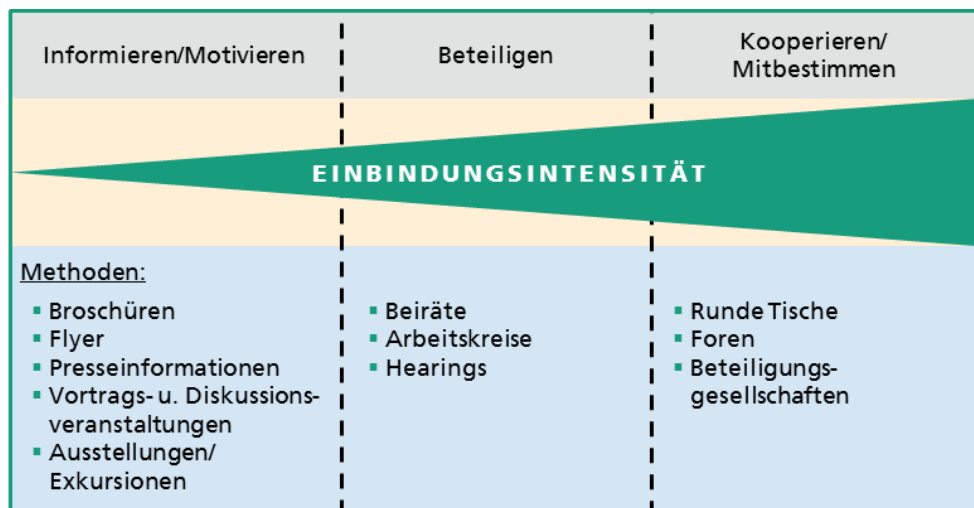 Informieren/Motivieren
Beteiligen
Kooperieren/
Mitbestimmen
EINBINDUNGSINTENSITÄT
Methoden:
▪ Broschüren
▪ Flyer
▪ Presseinformationen
▪ Vortrags- u. Diskussions-
veranstaltungen
▪ Ausstellungen/
Exkursionen
▪ Beiräte
▪ Arbeitskreise
▪ Hearings
▪ Runde Tische
▪ Foren
▪ Beteiligungs-
gesellschaften